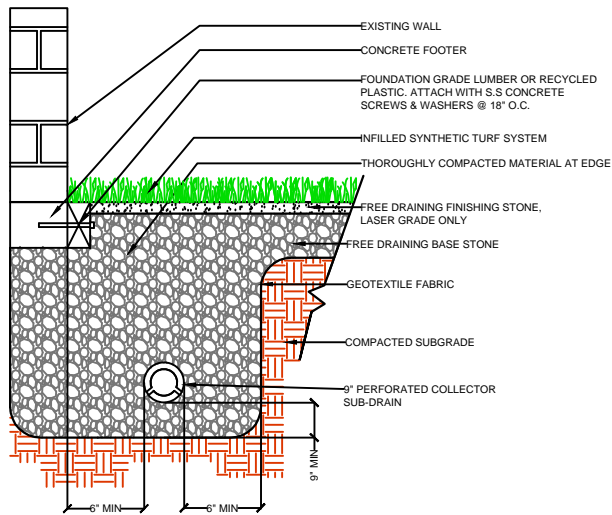 EXISTING WALL
CONCRETE FOOTER
FOUNDATION GRADE LUMBER OR RECYCLED
PLASTIC. ATTACH WITH S.S CONCRETE
SCREWS & WASHERS @ 18" O.C.
INFILLED SYNTHETIC TURF SYSTEM
THOROUGHLY COMPACTED MATERIAL AT EDGE
FREE DRAINING FINISHING STONE,
LASER GRADE ONLY
FREE DRAINING BASE STONE
GEOTEXTILE FABRIC
COMPACTED SUBGRADE
9" PERFORATED COLLECTOR
SUB-DRAIN
9" MIN
6" MIN
6" MIN